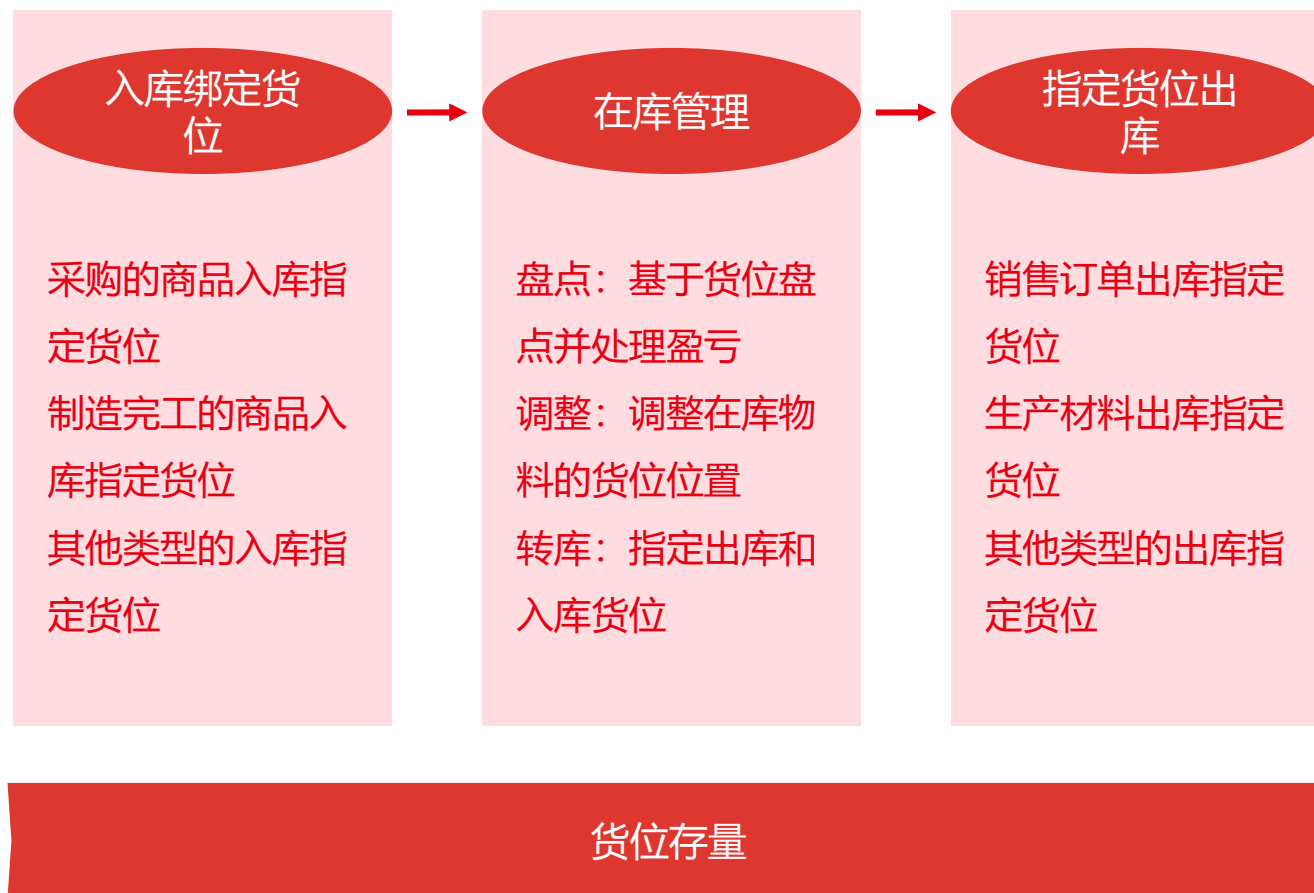 入库绑定货
位
采购的商品入库指
定货位
制造完工的商品入
库指定货位
其他类型的入库指
定货位
在库管理
盘点：基于货位盘
点并处理盈亏
调整：调整在库物
料的货位位置
转库：指定出库和
入库货位
指定货位出
库
销售订单出库指定
货位
生产材料出库指定
货位
其他类型的出库指
定货位
货位存量